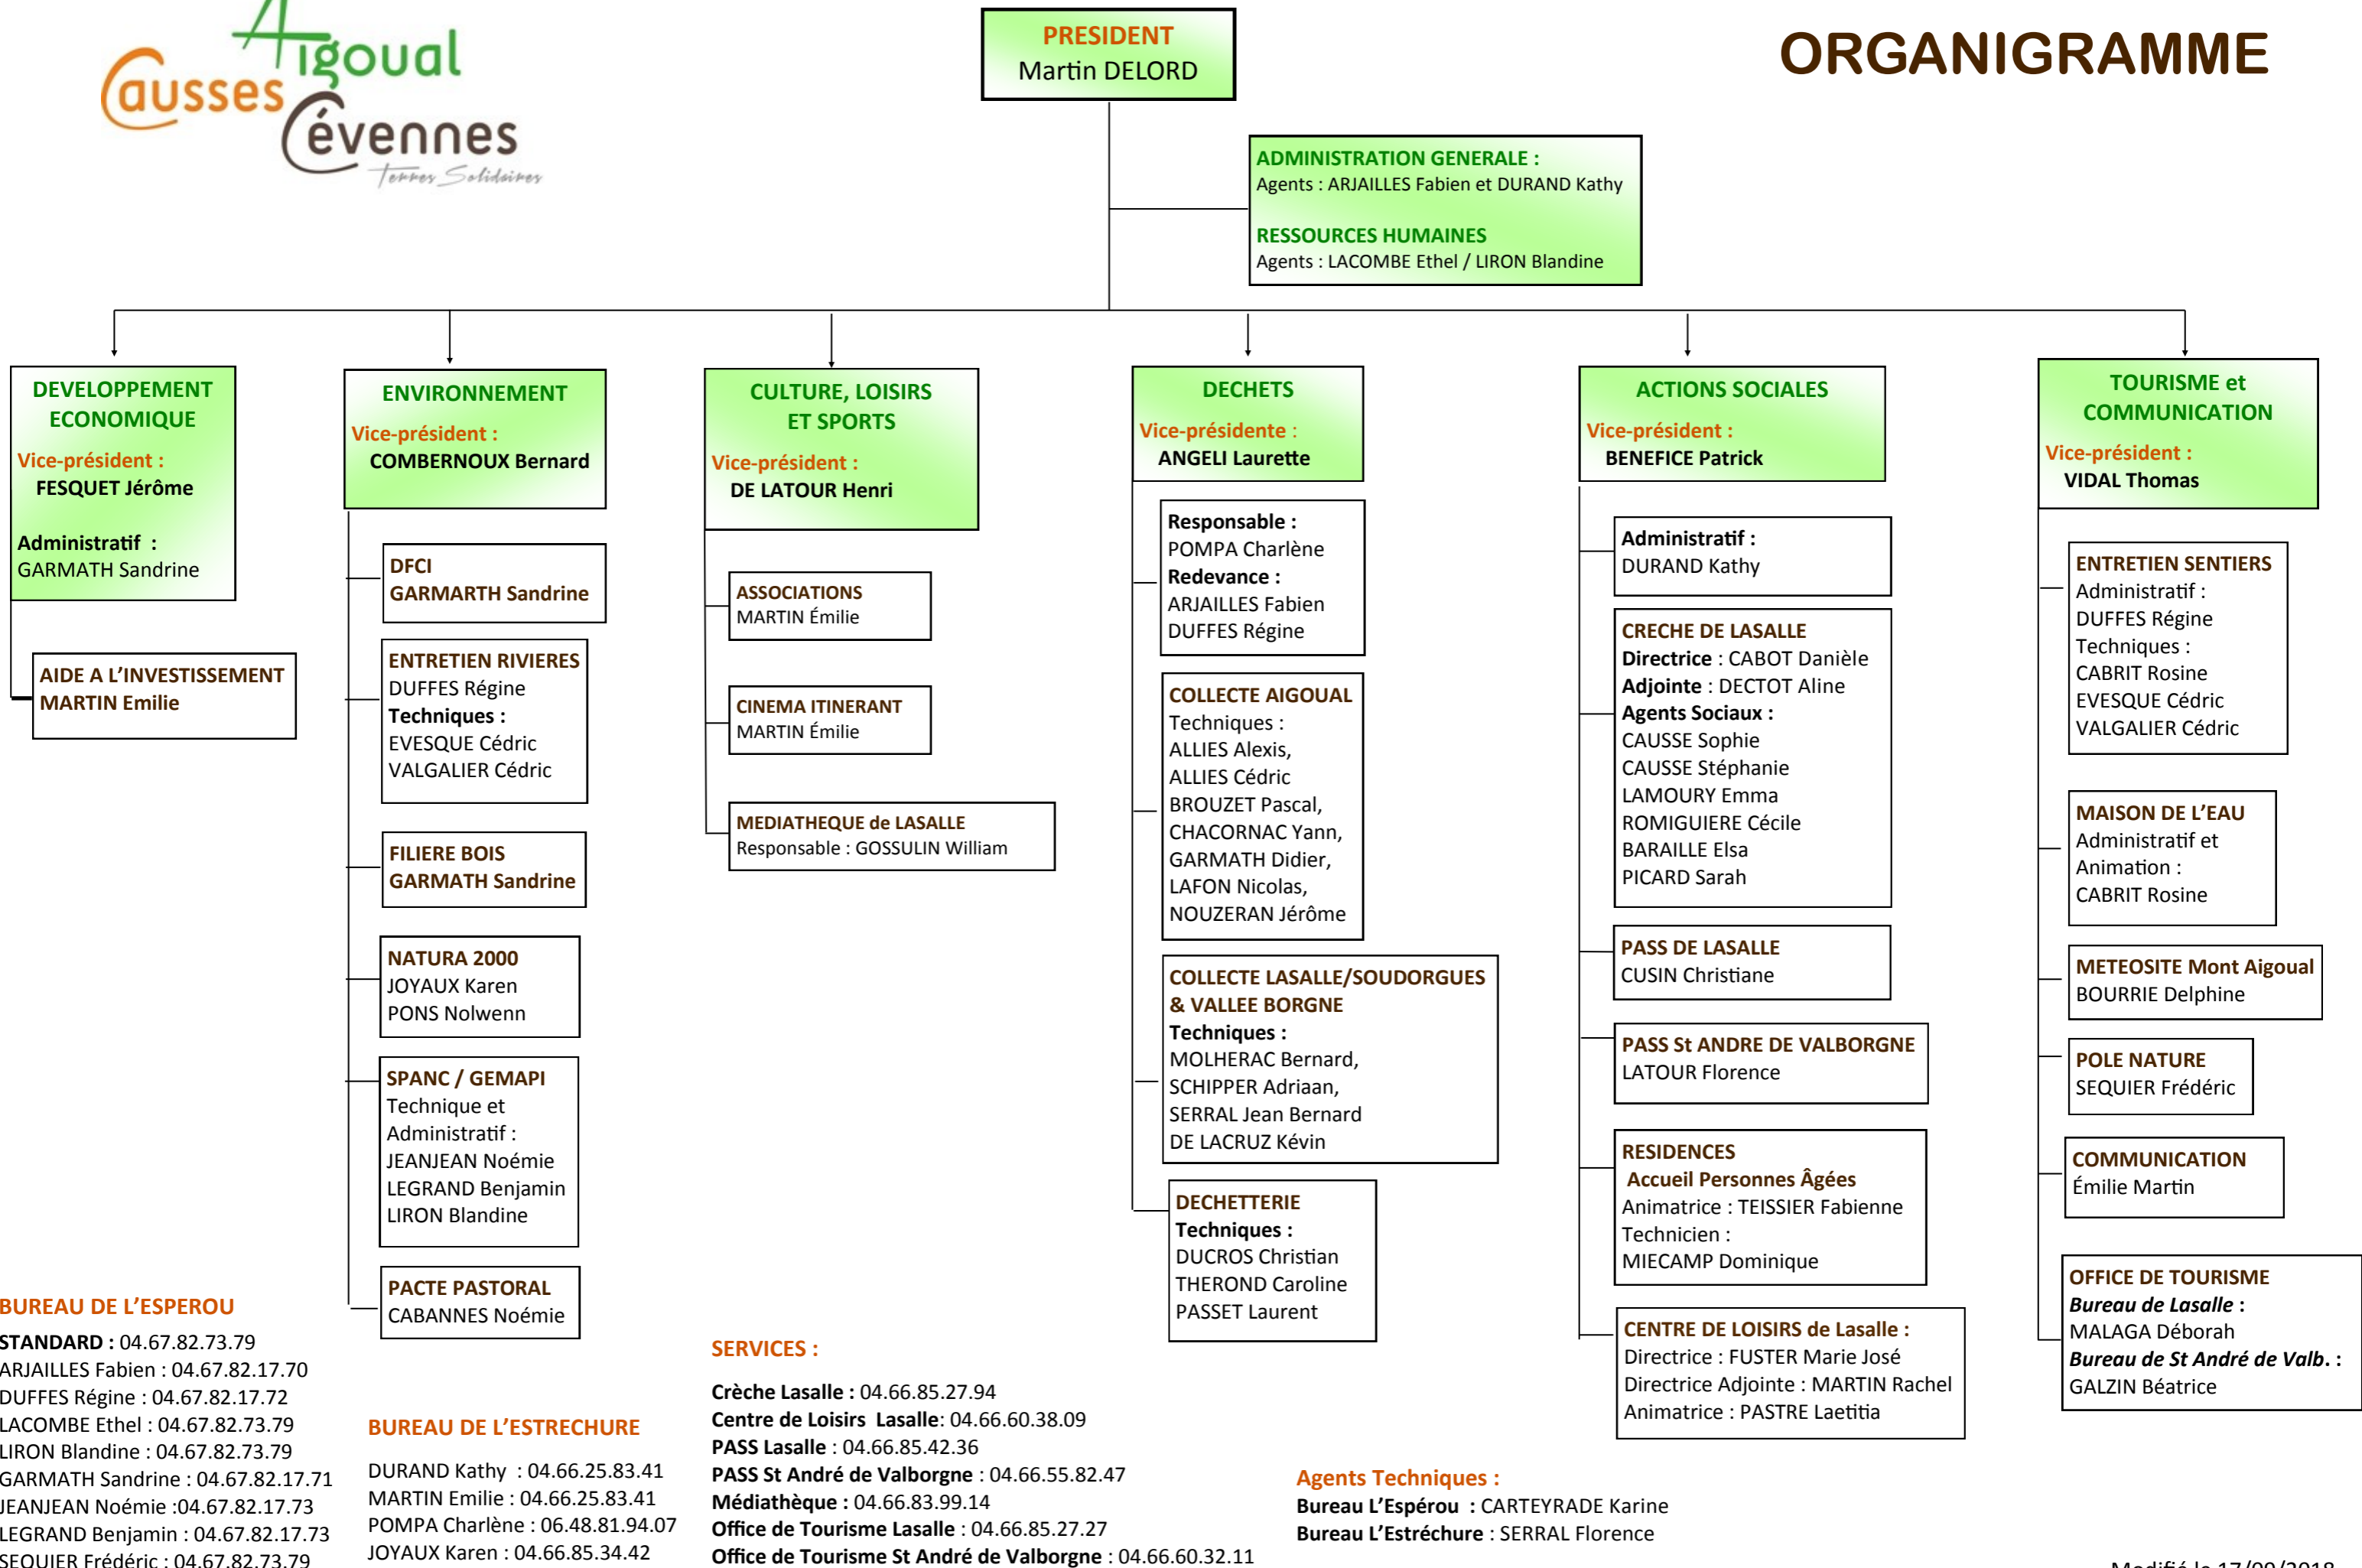 Aigoual
Causses
Cévennes
Terres Solidaires
PRESIDENT
Martin DELORD
ORGANIGRAMME
ADMINISTRATION GENERALE :
Agents : ARJAILLES Fabien et DURAND Kathy
RESSOURCES HUMAINES
Agents : LACOMBE Ethel / LIRON Blandine
DEVELOPPEMENT
ECONOMIQUE
Vice-président :
FESQUET Jérôme
Administratif :
GARMATH Sandrine
AIDE A L'INVESTISSEMENT
MARTIN Emilie
ENVIRONNEMENT
Vice-président :
COMBERNOUX Bernard
DFCI
GARMARTH Sandrine
ENTRETIEN RIVIERES
DUFFES Régine
Techniques :
EVESQUE Cédric
VALGALIER Cédric
FILIERE BOIS
GARMATH Sandrine
NATURA 2000
JOYAUX Karen
PONS Nolwenn
SPANC / GEMAPI
Technique et
Administratif :
JEANJEAN Noémie
LEGRAND Benjamin
LIRON Blandine
PACTE PASTORAL
CABANNES Noémie
CULTURE, LOISIRS
ET SPORTS
Vice-président :
DE LATOUR Henri
ASSOCIATIONS
MARTIN Émilie
CINEMA ITINERANT
MARTIN Émilie
MEDIATHEQUE de LASALLE
Responsable : GOSSULIN William
DECHETS
Vice-présidente :
ANGELI Laurette
Responsable :
POMPA Charlène
Redevance :
ARJAILLES Fabien
DUFFES Régine
COLLECTE AIGOUAL
Techniques :
ALLIES Alexis,
ALLIES Cédric
BROUZET Pascal,
CHACORNAC Yann,
GARMATH Didier,
LAFON Nicolas,
NOUZERAN Jérôme
COLLECTE LASALLE/SOUDORGUES
& VALLEE BORGNE
Techniques :
MOLHERAC Bernard,
SCHIPPER Adriaan,
SERRAL Jean Bernard
DE LACRUZ Kévin
DECHETTERIE
Techniques :
DUCROS Christian
THEROND Caroline
PASSET Laurent
ACTIONS SOCIALES
Vice-président :
BENEFICE Patrick
Administratif :
DURAND Kathy
CRECHE DE LASALLE
Directrice : CABOT Danièle
Adjointe : DECTOT Aline
Agents Sociaux :
CAUSSE Sophie
CAUSSE Stéphanie
LAMOURY Emma
ROMIGUIERE Cécile
BARAILLE Elsa
PICARD Sarah
PASS DE LASALLE
CUSIN Christiane
PASS St ANDRE DE VALBORGNE
LATOUR Florence
RESIDENCES
Accueil Personnes Âgées
Animatrice : TEISSIER Fabienne
Technicien :
MIECAMP Dominique
CENTRE DE LOISIRS de Lasalle :
Directrice : FUSTER Marie José
Directrice Adjointe : MARTIN Rachel
Animatrice : PASTRE Laetitia
TOURISME et
COMMUNICATION
Vice-président :
VIDAL Thomas
ENTRETIEN SENTIERS
Administratif :
DUFFES Régine
Techniques :
CABRIT Rosine
EVESQUE Cédric
VALGALIER Cédric
MAISON DE L'EAU
Administratif et
Animation :
CABRIT Rosine
METEOSITE Mont Aigoual
BOURRIE Delphine
POLE NATURE
SEQUIER Frédéric
COMMUNICATION
Émilie Martin
OFFICE DE TOURISME
Bureau de Lasalle :
MALAGA Déborah
Bureau de St André de Valb. :
GALZIN Béatrice
BUREAU DE L'ESPEROU
STANDARD : 04.67.82.73.79
ARJAILLES Fabien : 04.67.82.17.70
DUFFES Régine : 04.67.82.17.72
LACOMBE Ethel : 04.67.82.73.79
LIRON Blandine : 04.67.82.73.79
GARMATH Sandrine : 04.67.82.17.71
JEANJEAN Noémie :04.67.82.17.73
LEGRAND Benjamin : 04.67.82.17.73
SEQUIER Frédéric : 04.67.82.73.79
BUREAU DE L'ESTRECHURE
DURAND Kathy : 04.66.25.83.41
MARTIN Emilie : 04.66.25.83.41
POMPA Charlène : 06.48.81.94.07
JOYAUX Karen : 04.66.85.34.42
SERVICES :
Crèche Lasalle : 04.66.85.27.94
Centre de Loisirs Lasalle: 04.66.60.38.09
PASS Lasalle : 04.66.85.42.36
PASS St André de Valborgne : 04.66.55.82.47
Médiathèque : 04.66.83.99.14
Office de Tourisme Lasalle : 04.66.85.27.27
Office de Tourisme St André de Valborgne : 04.66.60.32.11
Agents Techniques :
Bureau L'Espérou : CARTEYRADE Karine
Bureau L'Estréchure : SERRAL Florence
Modifié le 17/09/2018